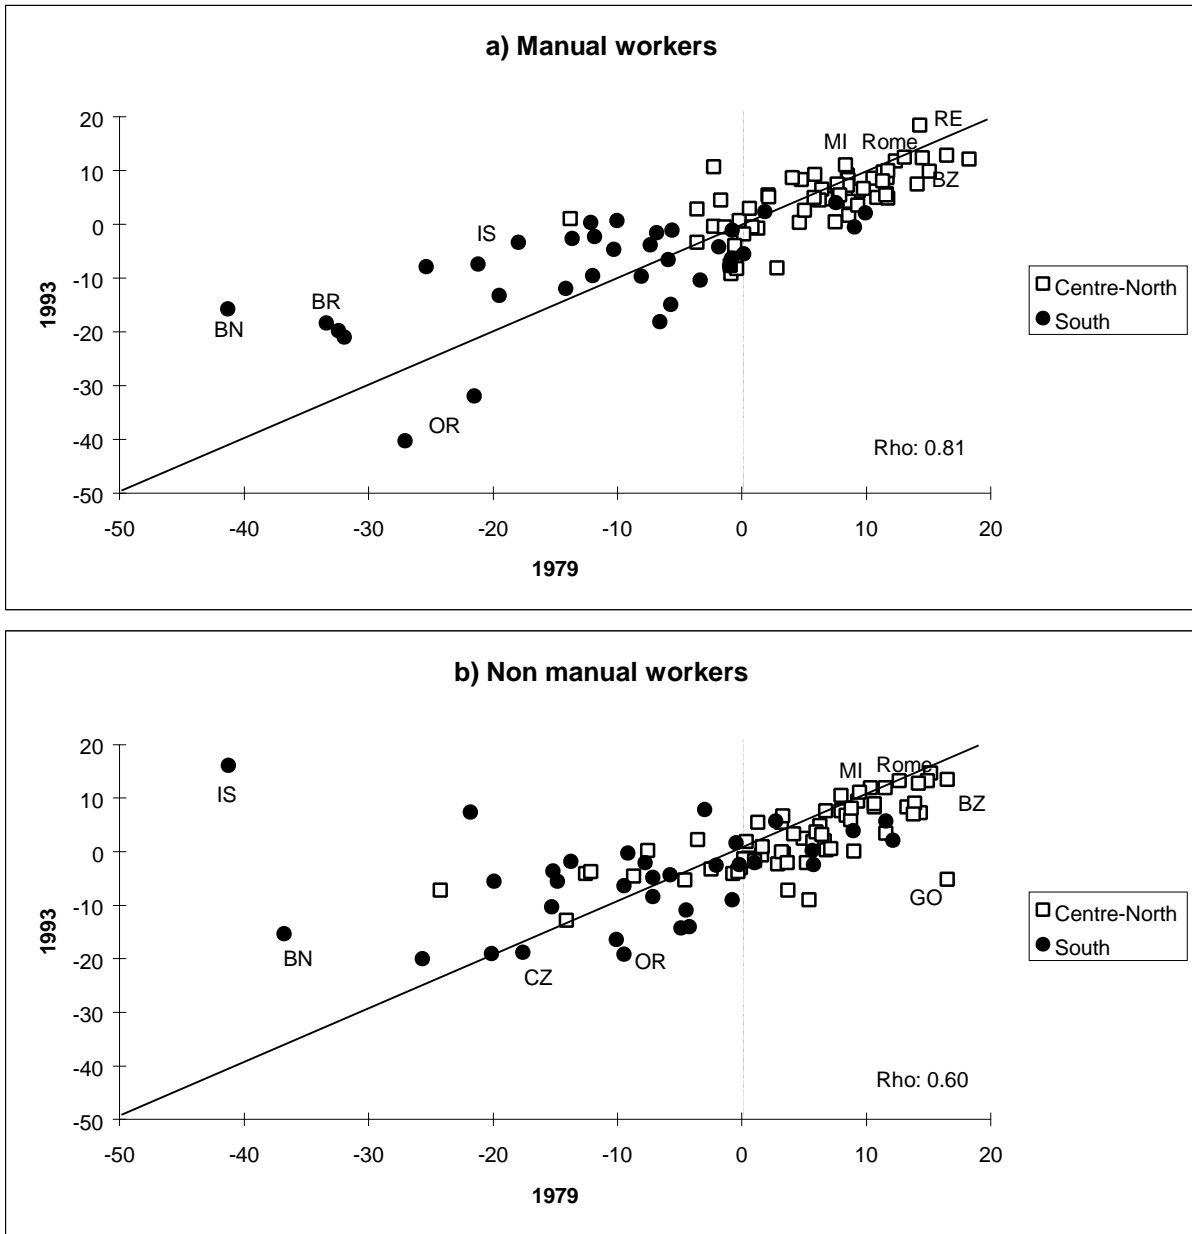 a) Manual workers
20
10
0
-10
-20
-30
-40
-50
1993
RE
MI Rome
BZ
IS
BR
BN
OR
Rho: 0.81
-50 -40 -30 -20 -10 0 10 20
1979
Centre-North
South
b) Non manual workers
20
10
0
-10
-20
-30
-40
-50
1993
MI Rome
IS
BZ
GO
BN
CZ
OR
Rho: 0.60
-50 -40 -30 -20 -10 0 10 20
1979
Centre-North
South